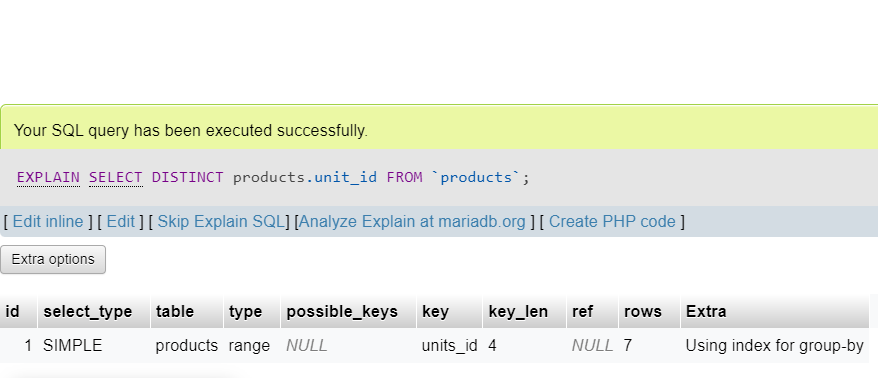 Your SQL query has been executed successfully.
EXPLAIN SELECT DISTINCT products.unit_id FROM `products`;
[ Edit inline ] [ Edit ] [ Skip Explain SQL] [Analyze Explain at mariadb.org ] [ Create PHP code ]
Extra options
id select_type table type possible_keys key key_len ref rows Extra
1 SIMPLE products range NULL units_id 4 NULL 7 Using index for group-by